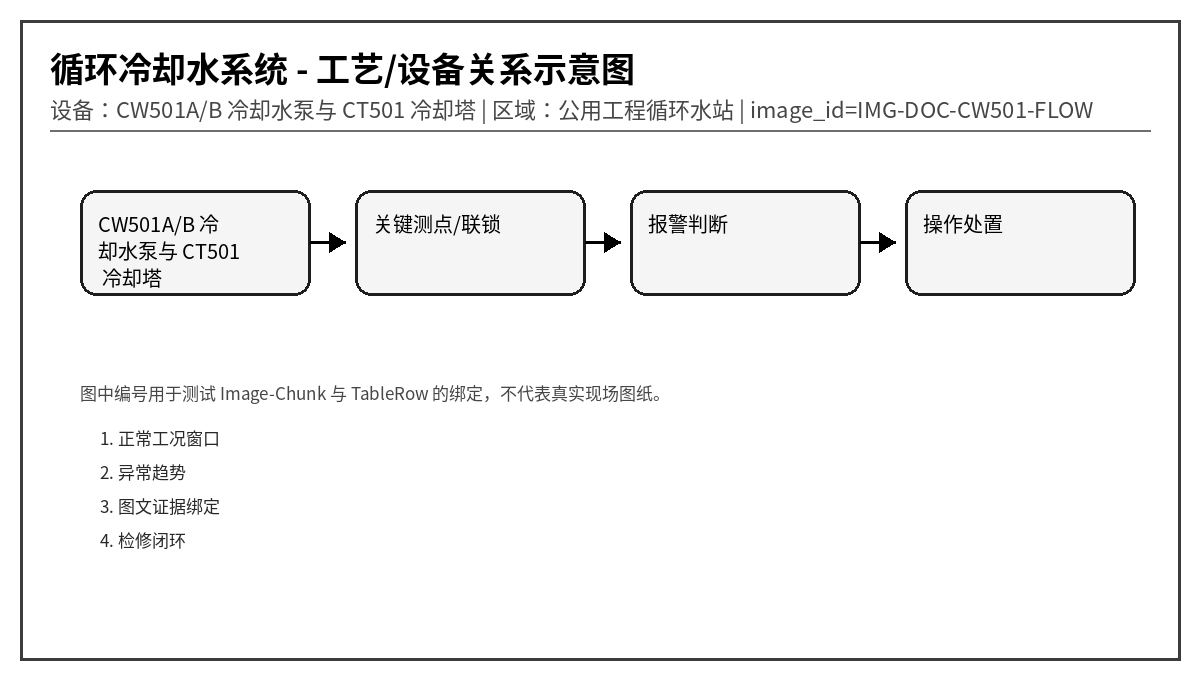 循环冷却水系统 - 工艺/设备关系示意图
设备：CW501A/B 冷却水泵与 CT501 冷却塔 | 区域：公用工程循环水站 | image_id=IMG-DOC-CW501-FLOW
CW501A/B 冷
却水泵与 CT501
冷却塔
关键测点/联锁
报警判断
操作处置
图中编号用于测试 Image-Chunk 与 TableRow 的绑定，不代表真实现场图纸。
1. 正常工况窗口
2. 异常趋势
3. 图文证据绑定
4. 检修闭环